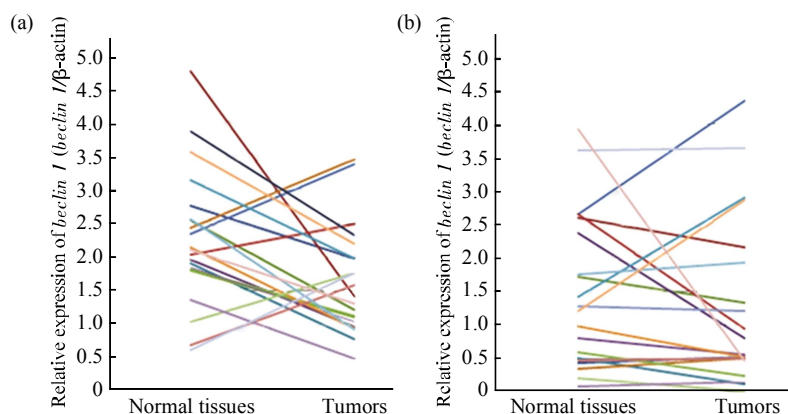 (a)
Relative expression of beclin 1 (beclin 1/β-actin)
5.0
4.5
4.0
3.5
3.0
2.5
2.0
1.5
1.0
0.5
0
Normal tissues
Tumors
(b)
Relative expression of beclin 1 (beclin 1/β-actin)
5.0
4.5
4.0
3.5
3.0
2.5
2.0
1.5
1.0
0.5
0
Normal tissues
Tumors